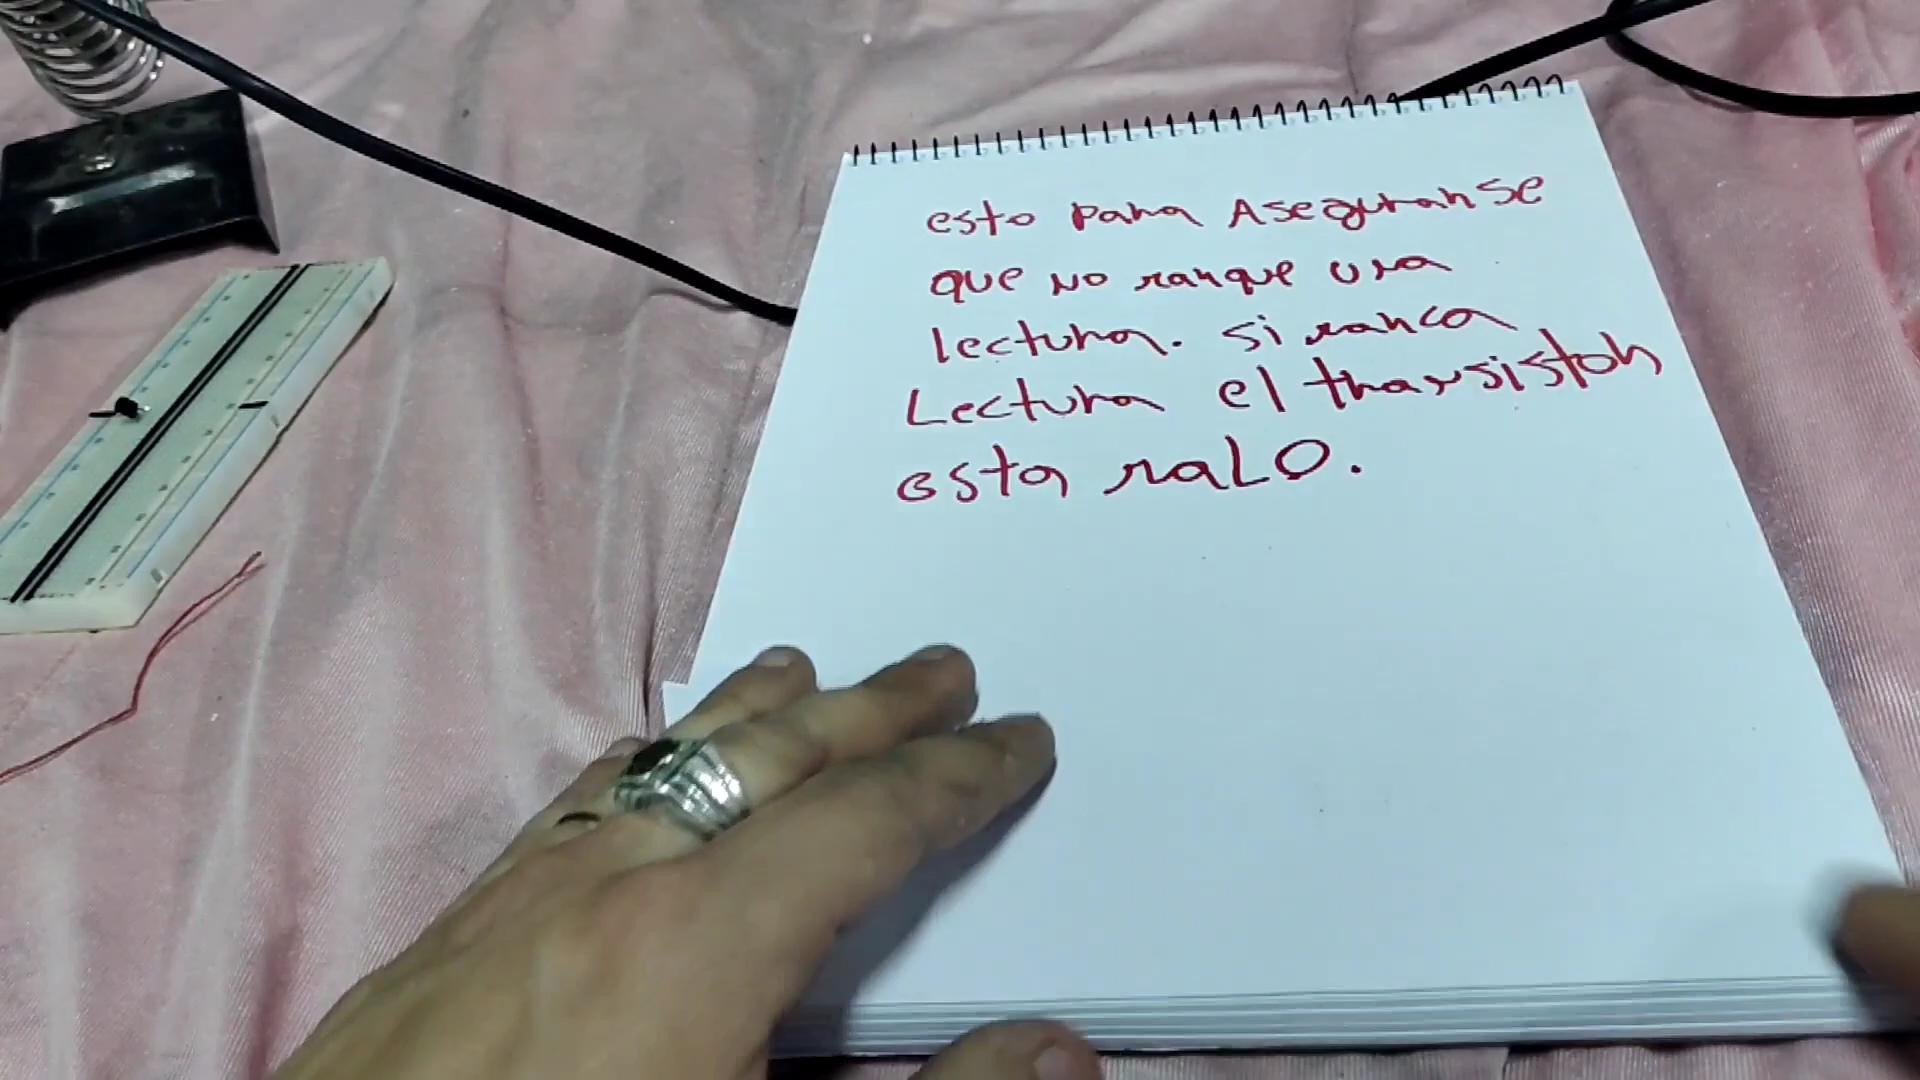 esto para Asegurarse
que no marque una
lectura. si marca
Lectura el transistor
esta malo.